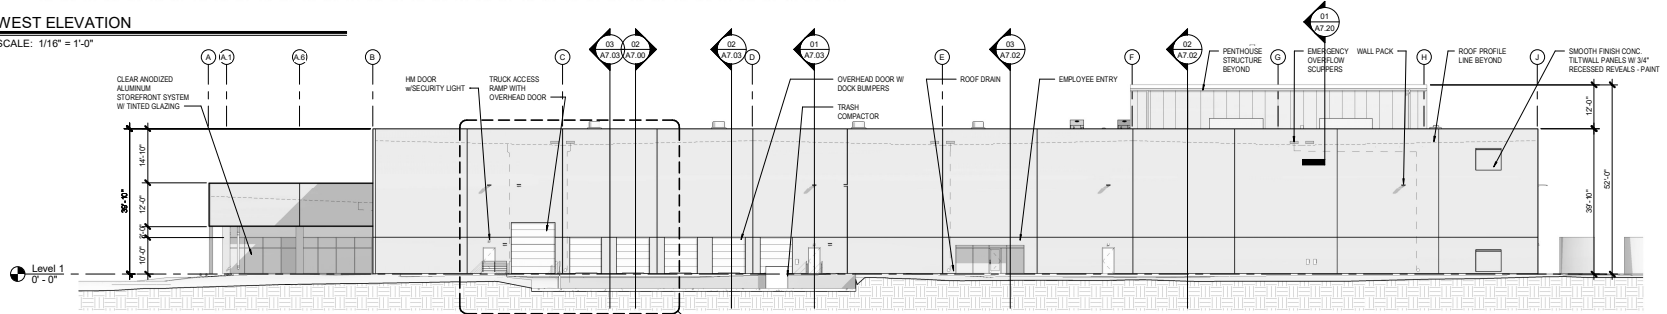 WEST ELEVATION
SCALE: 1/16" = 1'-0"
A
A.1
A.6
B
C
03
A7.03
02
A7.00
02
A7.03
D
01
A7.03
E
03
A7.02
F
02
A7.02
G
01
A7.20
H
J
CLEAR ANODIZED
ALUMINUM
STOREFRONT SYSTEM
W/ TINTED GLAZING
HM DOOR
w/SECURITY LIGHT
TRUCK ACCESS
RAMP WITH
OVERHEAD DOOR
OVERHEAD DOOR W/
DOCK BUMPERS
TRASH
COMPACTOR
ROOF DRAIN
EMPLOYEE ENTRY
PENTHOUSE
STRUCTURE
BEYOND
EMERGENCY
OVERFLOW
SCUPPERS
WALL PACK
ROOF PROFILE
LINE BEYOND
SMOOTH FINISH CONC.
TILTWALL PANELS W/ 3/4"
RECESSED REVEALS - PAINT
39'-10"
14'-10"
12'-0"
10'-0"
12'-0"
39'-10"
52'-0"
Level 1
0' - 0"